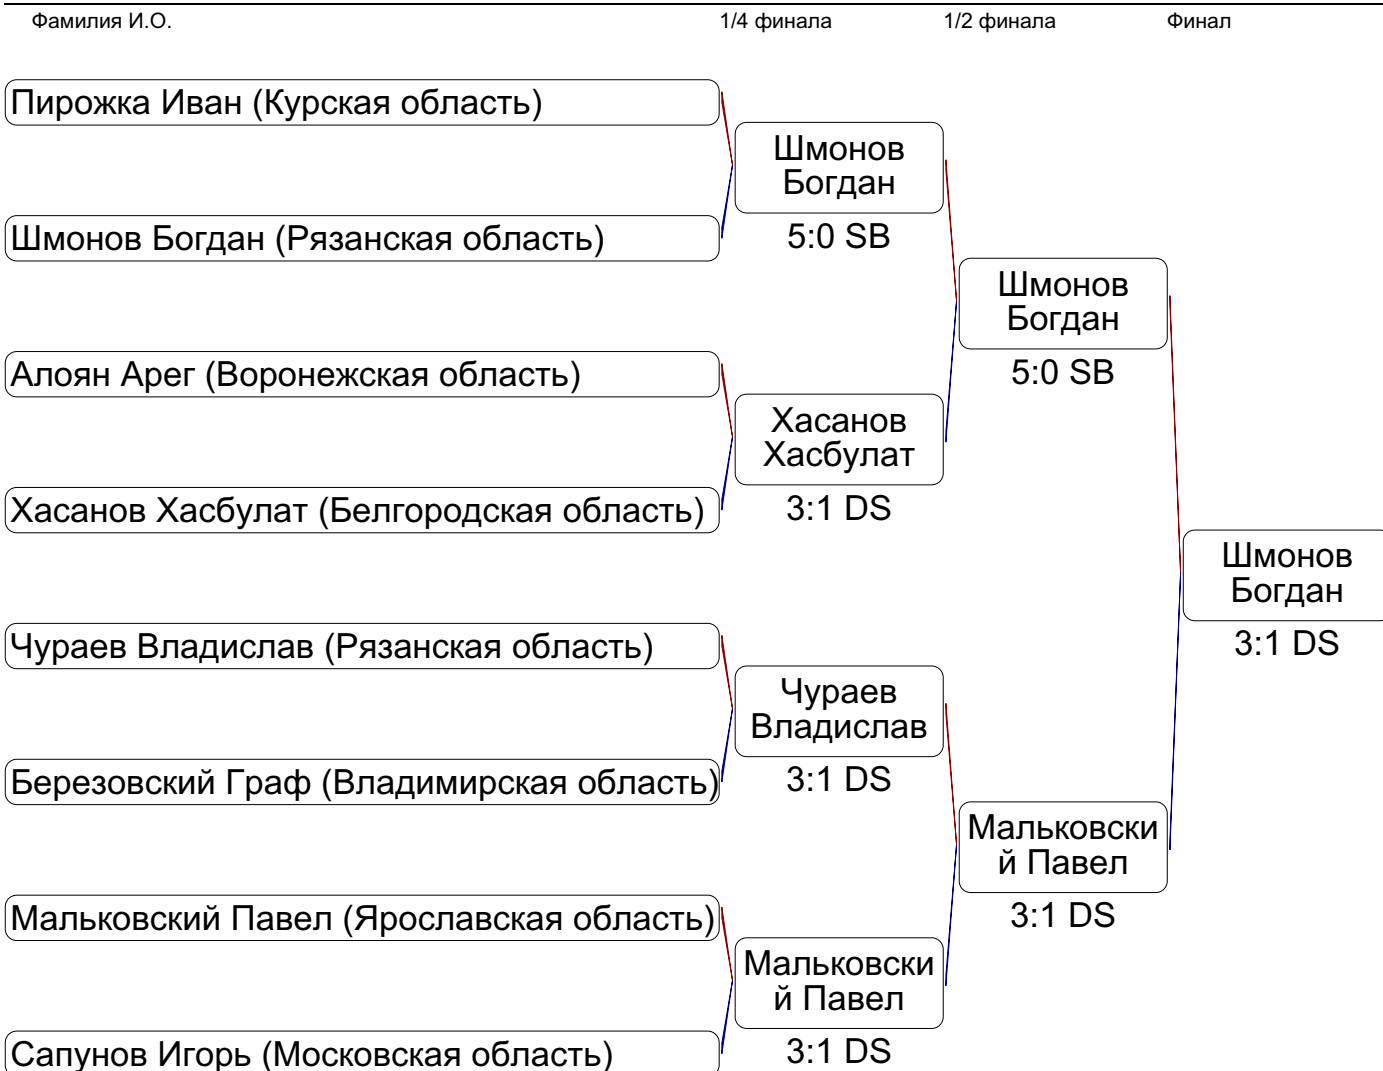 Фамилия И.О. 1/4 финала 1/2 финала Финал
Пирожка Иван (Курская область)
Шмонов
Богдан
5:0 SB
Шмонов Богдан (Рязанская область)
Шмонов
Богдан
5:0 SB
Алоян Арег (Воронежская область)
Хасанов
Хасбулат
3:1 DS
Хасанов Хасбулат (Белгородская область)
Шмонов
Богдан
3:1 DS
Чураев Владислав (Рязанская область)
Чураев
Владислав
3:1 DS
Березовский Граф (Владимирская область)
Мальковски
й Павел
3:1 DS
Мальковский Павел (Ярославская область)
Мальковски
й Павел
3:1 DS
Сапунов Игорь (Московская область)